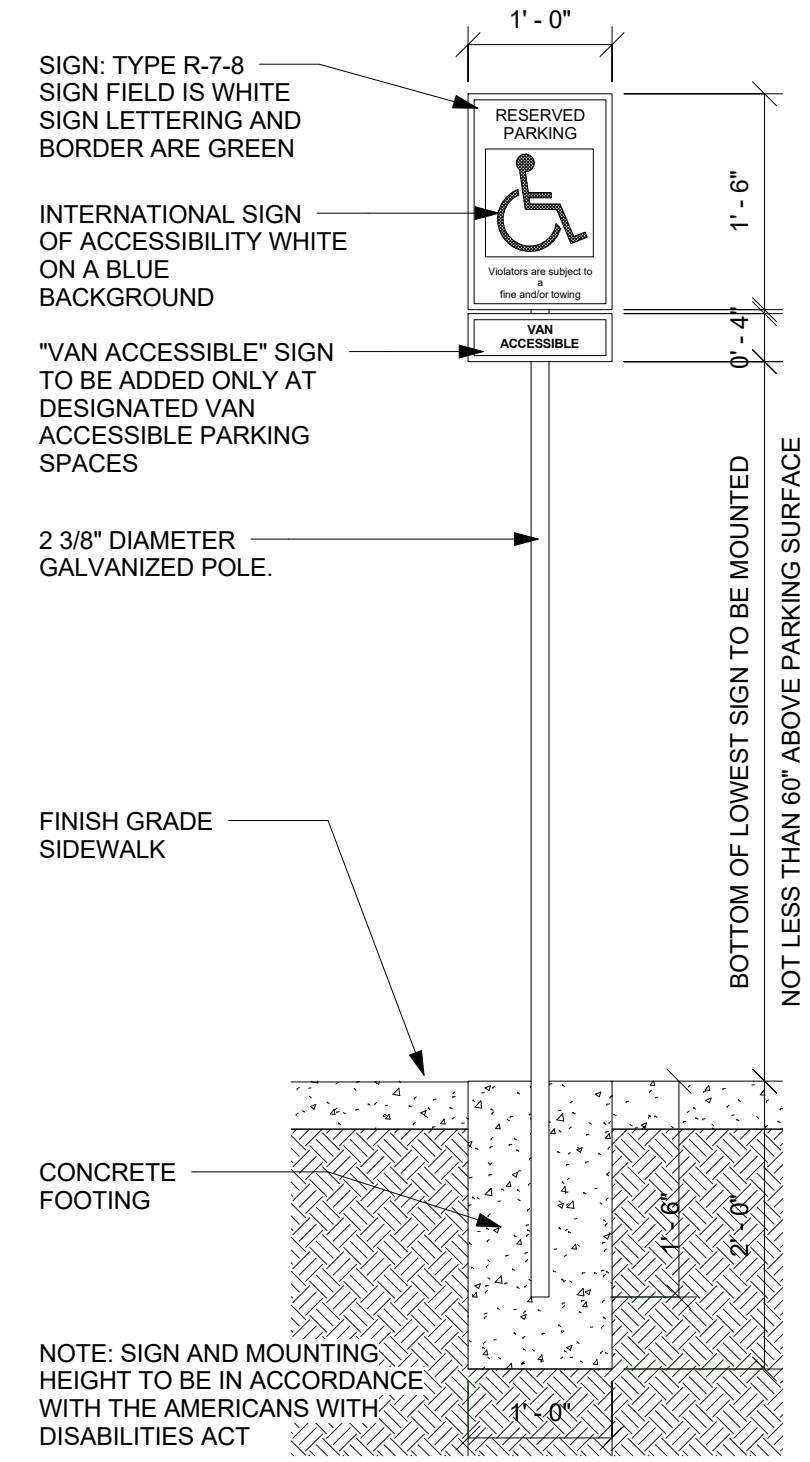 1' - 0"
SIGN: TYPE R-7-8
SIGN FIELD IS WHITE
SIGN LETTERING AND
BORDER ARE GREEN
RESERVED
PARKING
1' - 6"
INTERNATIONAL SIGN
OF ACCESSIBILITY WHITE
ON A BLUE
BACKGROUND
Violators are subject to
a
fine and/or towing
0' - 4"
VAN
ACCESSIBLE
"VAN ACCESSIBLE" SIGN
TO BE ADDED ONLY AT
DESIGNATED VAN
ACCESSIBLE PARKING
SPACES
2 3/8" DIAMETER
GALVANIZED POLE.
BOTTOM OF LOWEST SIGN TO BE MOUNTED
NOT LESS THAN 60" ABOVE PARKING SURFACE
FINISH GRADE
SIDEWALK
CONCRETE
FOOTING
1' - 6"
2' - 0"
NOTE: SIGN AND MOUNTING
HEIGHT TO BE IN ACCORDANCE
WITH THE AMERICANS WITH
DISABILITIES ACT
1' - 0"